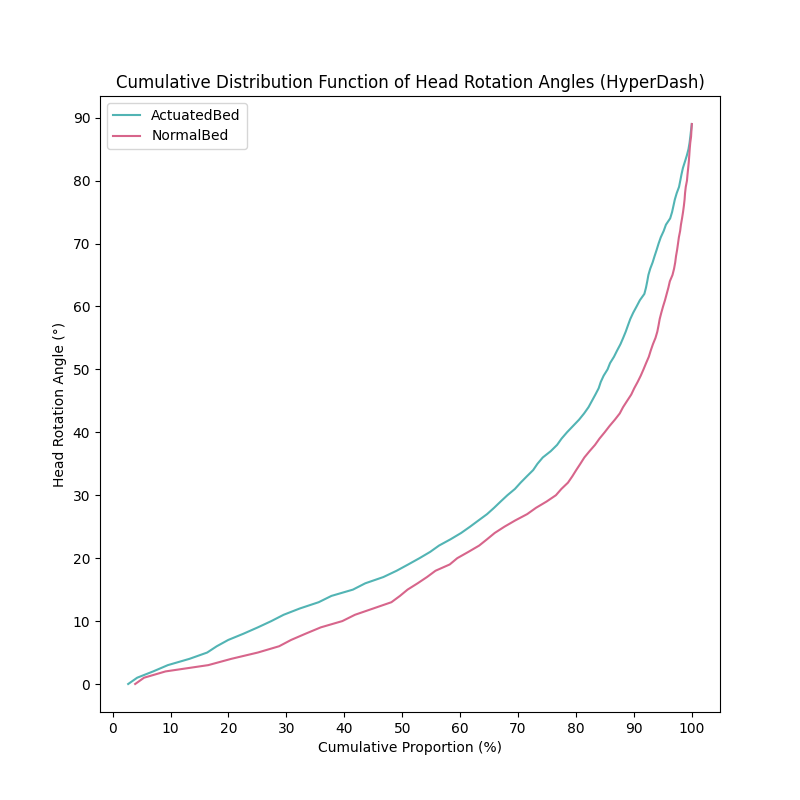 Cumulative Distribution Function of Head Rotation Angles (HyperDash)
ActuatedBed
NormalBed
90
80
70
60
50
40
30
20
10
0
Head Rotation Angle (°)
0 10 20 30 40 50 60 70 80 90 100
Cumulative Proportion (%)